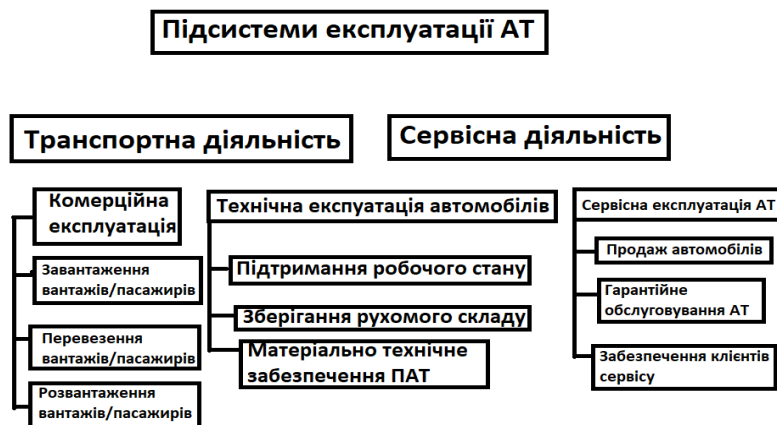 Підсистеми експлуатації АТ
Транспортна діяльність
Сервісна діяльність
Комерційна
експлуатація
Завантаження
вантажів/пасажирів
Перевезення
вантажів/пасажирів
Розвантаження
вантажів/пасажирів
Технічна експуатація автомобілів
Підтримання робочого стану
Зберігання рухомого складу
Матеріально технічне
забезпечення ПАТ
Сервісна експлуатація АТ
Продаж автомобілів
Гарантійне
обслуговування АТ
Забезпечення клієнтів
сервісу